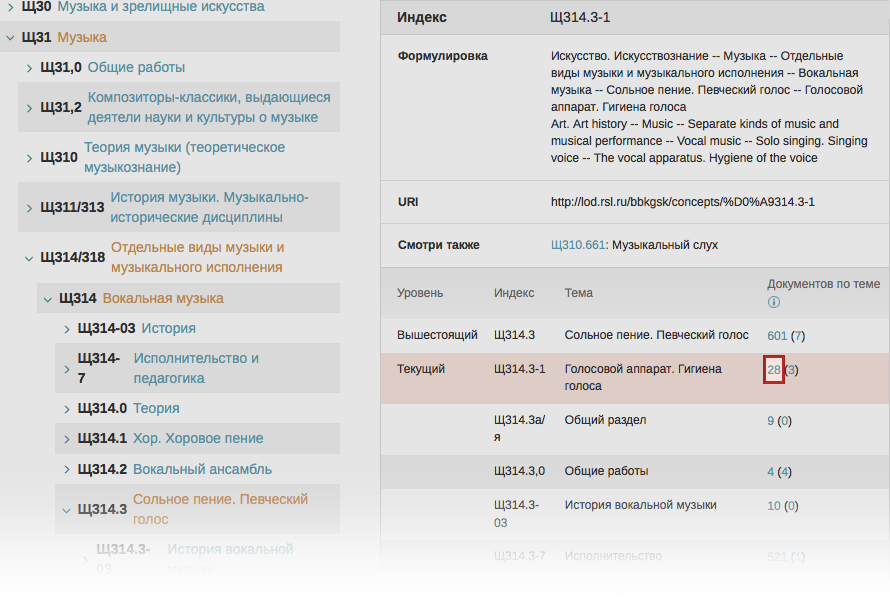 Щ30 Музыка и зрелищные искусства
Щ31 Музыка
Щ31,0 Общие работы
Щ31,2 Композиторы-классики, выдающиеся
деятели науки и культуры о музыке
Щ310 Теория музыки (теоретическое
музыкознание)
Щ311/313 История музыки. Музыкально-
исторические дисциплины
Щ314/318 Отдельные виды музыки и
музыкального исполнения
Щ314 Вокальная музыка
Щ314-03 История
Щ314-
7 Исполнительство и
педагогика
Щ314.0 Теория
Щ314.1 Хор. Хоровое пение
Щ314.2 Вокальный ансамбль
Щ314.3 Сольное пение. Певческий
голос
Щ314.3-
03 История вокальной
музыки
Индекс Щ314.3-1
Формулировка Искусство. Искусствознание -- Музыка -- Отдельные
виды музыки и музыкального исполнения -- Вокальная
музыка -- Сольное пение. Певческий голос -- Голосовой
аппарат. Гигиена голоса
Art. Art history -- Music -- Separate kinds of music and
musical performance -- Vocal music -- Solo singing. Singing
voice -- The vocal apparatus. Hygiene of the voice
URI http://lod.rsl.ru/bbkgsk/concepts/%D0%A9314.3-1
Смотри также Щ310.661: Музыкальный слух
Уровень Индекс Тема Документов по теме
Вышестоящий Щ314.3 Сольное пение. Певческий голос 601 (7)
Текущий Щ314.3-1 Голосовой аппарат. Гигиена
голоса 28 (3)
Щ314.3а/
я Общий раздел 9 (0)
Щ314.3,0 Общие работы 4 (4)
Щ314.3-
03 История вокальной музыки 10 (0)
Щ314.3-7 Исполнительство 521 (1)